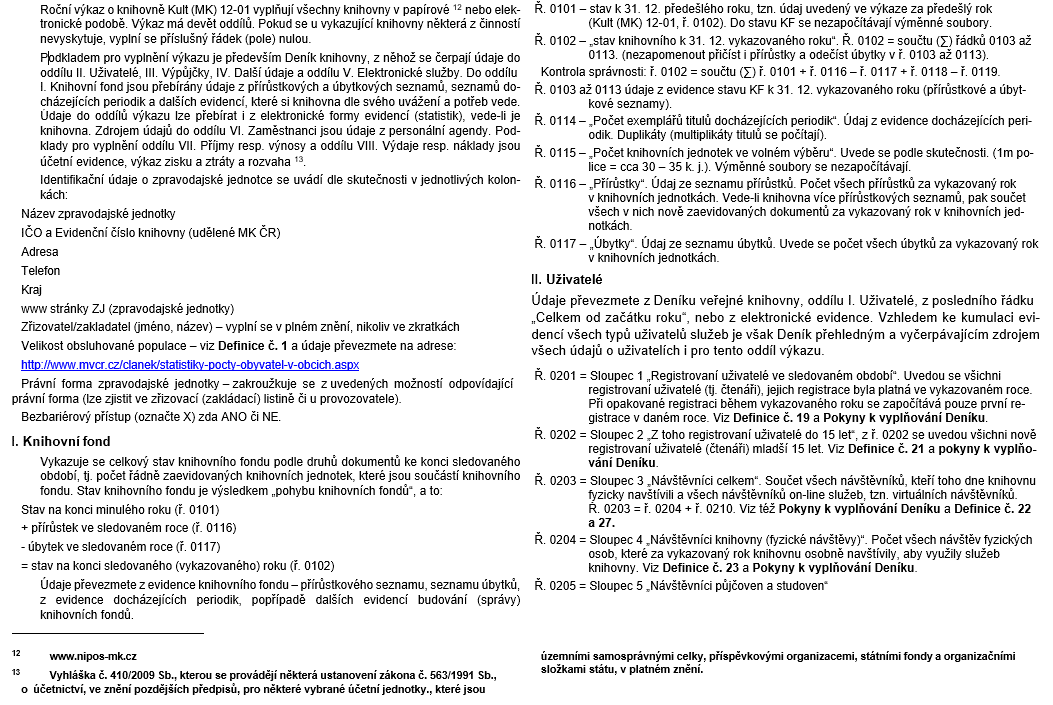 Roční výkaz o knihovně Kult (MK) 12-01 vyplňují všechny knihovny v papírové 12 nebo elek-
tronické podobě. Výkaz má devět oddílů. Pokud se u vykazující knihovny některá z činností
nevyskytuje, vyplní se příslušný řádek (pole) nulou.
Podkladem pro vyplnění výkazu je především Deník knihovny, z něhož se čerpají údaje do
oddílu II. Uživatelé, III. Výpůjčky, IV. Další údaje a oddílu V. Elektronické služby. Do oddílu
I. Knihovní fond jsou přebírány údaje z přírůstkových a úbytkových seznamů, seznamů do-
cházejících periodik a dalších evidencí, které si knihovna dle svého uvážení a potřeb vede.
Údaje do oddílů výkazu lze přebírat i z elektronické formy evidencí (statistik), vede-li je
knihovna. Zdrojem údajů do oddílu VI. Zaměstnanci jsou údaje z personální agendy. Pod-
klady pro vyplnění oddílu VII. Příjmy resp. výnosy a oddílu VIII. Výdaje resp. náklady jsou
účetní evidence, výkaz zisku a ztráty a rozvaha 13.
Identifikační údaje o zpravodajské jednotce se uvádí dle skutečnosti v jednotlivých kolon-
kách:
Název zpravodajské jednotky
IČO a Evidenční číslo knihovny (udělené MK ČR)
Adresa
Telefon
Kraj
www stránky ZJ (zpravodajské jednotky)
Zřizovatel/zakladatel (jméno, název) – vyplní se v plném znění, nikoliv ve zkratkách
Velikost obsluhované populace – viz Definice č. 1 a údaje převezmete na adrese:
http://www.mvcr.cz/clanek/statistiky-pocty-obyvatel-v-obcich.aspx
Právní forma zpravodajské jednotky – zakroužkuje se z uvedených možností odpovídající
právní forma (lze zjistit ve zřizovací (zakládací) listině či u provozovatele).
Bezbariérový přístup (označte X) zda ANO či NE.
I. Knihovní fond
Vykazuje se celkový stav knihovního fondu podle druhů dokumentů ke konci sledovaného
období, tj. počet řádně zaevidovaných knihovních jednotek, které jsou součástí knihovního
fondu. Stav knihovního fondu je výsledkem „pohybu knihovních fondů“, a to:
Stav na konci minulého roku (ř. 0101)
+ přírůstek ve sledovaném roce (ř. 0116)
- úbytek ve sledovaném roce (ř. 0117)
= stav na konci sledovaného (vykazovaného) roku (ř. 0102)
Údaje převezmete z evidence knihovního fondu – přírůstkového seznamu, seznamu úbytků,
z evidence docházejících periodik, popřípadě dalších evidencí budování (správy)
knihovních fondů.
12 www.nipos-mk.cz
13 Vyhláška č. 410/2009 Sb., kterou se provádějí některá ustanovení zákona č. 563/1991 Sb.,
o účetnictví, ve znění pozdějších předpisů, pro některé vybrané účetní jednotky., které jsou
Ř. 0101 – stav k 31. 12. předešlého roku, tzn. údaj uvedený ve výkaze za předešlý rok
(Kult (MK) 12-01, ř. 0102). Do stavu KF se nezapočítávají výměnné soubory.
Ř. 0102 – „stav knihovního k 31. 12. vykazovaného roku“. Ř. 0102 = součtu (∑) řádků 0103 až
0113. (nezapomenout přičíst i přírůstky a odečíst úbytky v ř. 0103 až 0113).
Kontrola správnosti: ř. 0102 = součtu (∑) ř. 0101 + ř. 0116 – ř. 0117 + ř. 0118 – ř. 0119.
Ř. 0103 až 0113 údaje z evidence stavu KF k 31. 12. vykazovaného roku (přírůstkové a úbyt-
kové seznamy).
Ř. 0114 – „Počet exemplářů titulů docházejících periodik“. Údaj z evidence docházejících peri-
odik. Duplikáty (multiplikáty titulů se počítají).
Ř. 0115 – „Počet knihovních jednotek ve volném výběru“. Uvede se podle skutečnosti. (1m po-
lice = cca 30 – 35 k. j.). Výměnné soubory se nezapočítávají.
Ř. 0116 – „Přírůstky“. Údaj ze seznamu přírůstků. Počet všech přírůstků za vykazovaný rok
v knihovních jednotkách. Vede-li knihovna více přírůstkových seznamů, pak součet
všech v nich nově zaevidovaných dokumentů za vykazovaný rok v knihovních jed-
notkách.
Ř. 0117 – „Úbytky“. Údaj ze seznamu úbytků. Uvede se počet všech úbytků za vykazovaný rok
v knihovních jednotkách.
II. Uživatelé
Údaje převezmete z Deníku veřejné knihovny, oddílu I. Uživatelé, z posledního řádku
„Celkem od začátku roku“, nebo z elektronické evidence. Vzhledem ke kumulaci evi-
dencí všech typů uživatelů služeb je však Deník přehledným a vyčerpávajícím zdrojem
všech údajů o uživatelích i pro tento oddíl výkazu.
Ř. 0201 = Sloupec 1 „Registrovaní uživatelé ve sledovaném období“. Uvedou se všichni
registrovaní uživatelé (tj. čtenáři), jejich registrace byla platná ve vykazovaném roce.
Při opakované registraci během vykazovaného roku se započítává pouze první re-
gistrace v daném roce. Viz Definice č. 19 a Pokyny k vyplňování Deníku.
Ř. 0202 = Sloupec 2 „Z toho registrovaní uživatelé do 15 let“, z ř. 0202 se uvedou všichni nově
registrovaní uživatelé (čtenáři) mladší 15 let. Viz Definice č. 21 a pokyny k vyplňo-
vání Deníku.
Ř. 0203 = Sloupec 3 „Návštěvníci celkem“. Součet všech návštěvníků, kteří toho dne knihovnu
fyzicky navštívili a všech návštěvníků on-line služeb, tzn. virtuálních návštěvníků.
Ř. 0203 = ř. 0204 + ř. 0210. Viz též Pokyny k vyplňování Deníku a Definice č. 22
a 27.
Ř. 0204 = Sloupec 4 „Návštěvníci knihovny (fyzické návštěvy)“. Počet všech návštěv fyzických
osob, které za vykazovaný rok knihovnu osobně navštívily, aby využily služeb
knihovny. Viz Definice č. 23 a Pokyny k vyplňování Deníku.
Ř. 0205 = Sloupec 5 „Návštěvníci půjčoven a studoven“
územními samosprávnými celky, příspěvkovými organizacemi, státními fondy a organizačními
složkami státu, v platném znění.